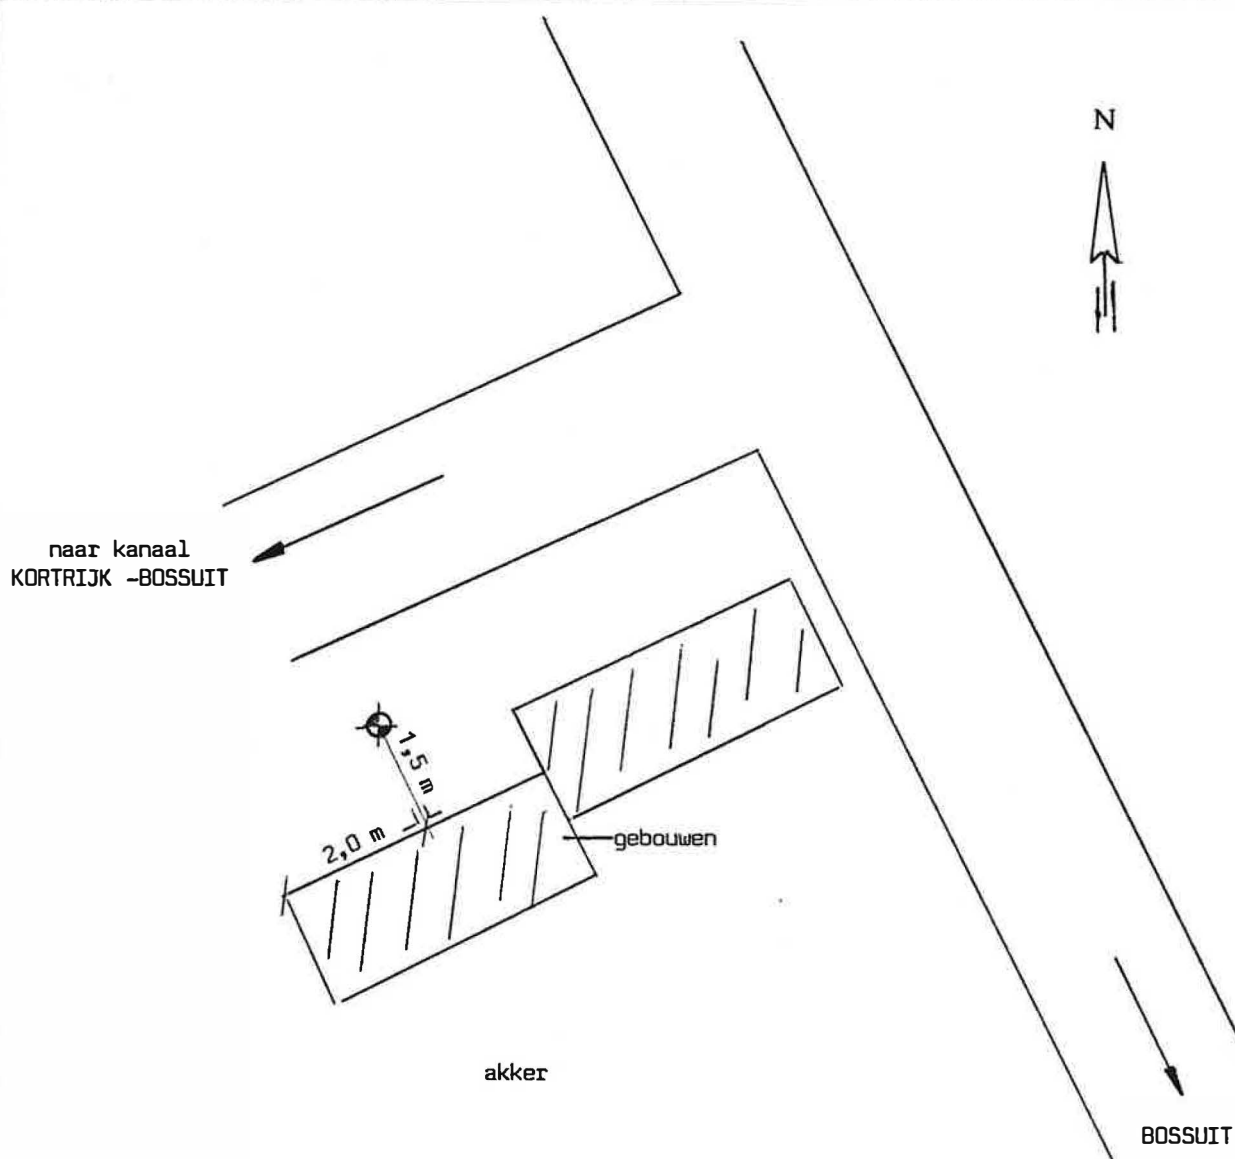 N
naar kanaal
KORTRIJK -BOSSUIT
1,5 m
2,0 m
gebouwen
akker
BOSSUIT